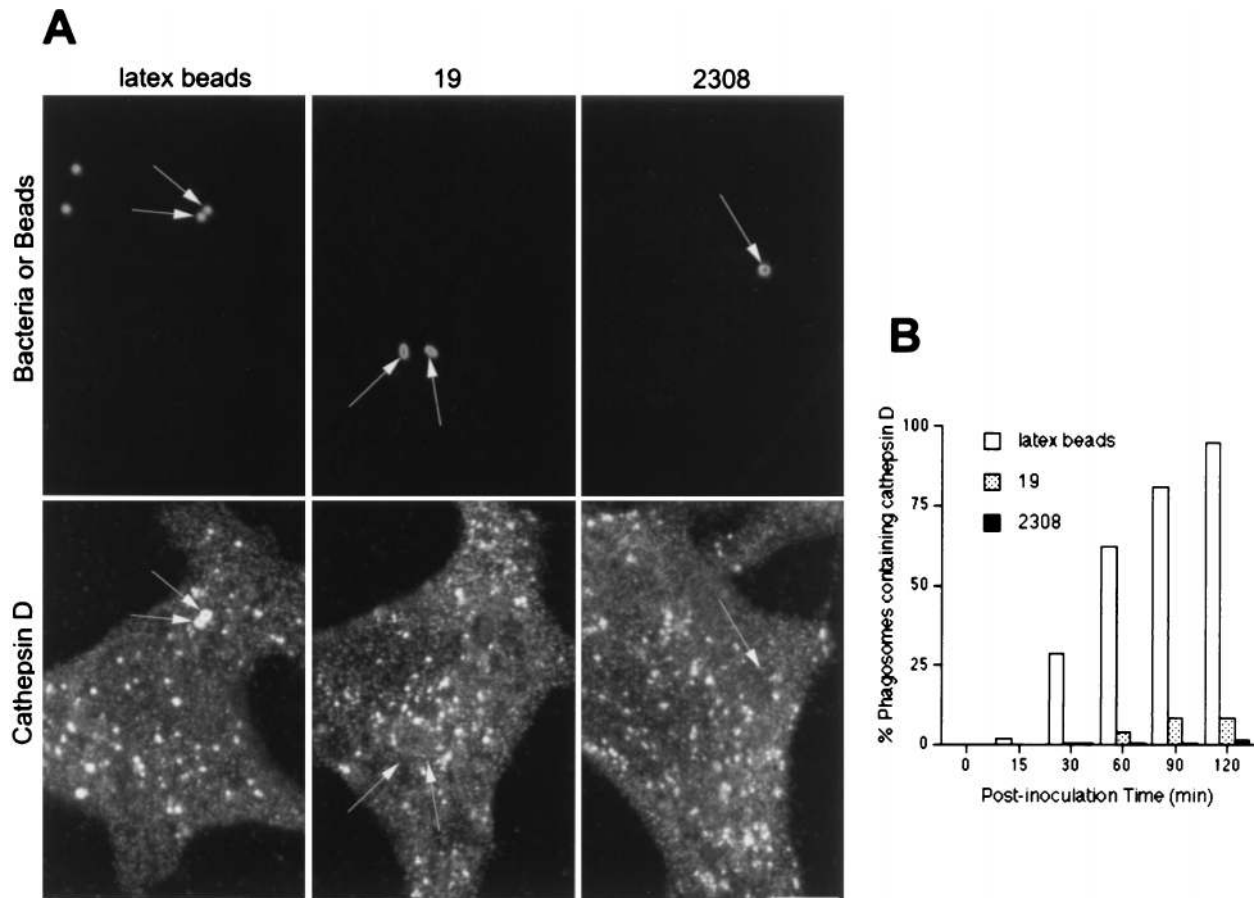 A
latex beads
19
2308
Bacteria or Beads
Cathepsin D
B
% Phagosomes containing cathepsin D
100
75
50
25
0
latex beads
19
2308
0 15 30 60 90 120
Post-inoculation Time (min)